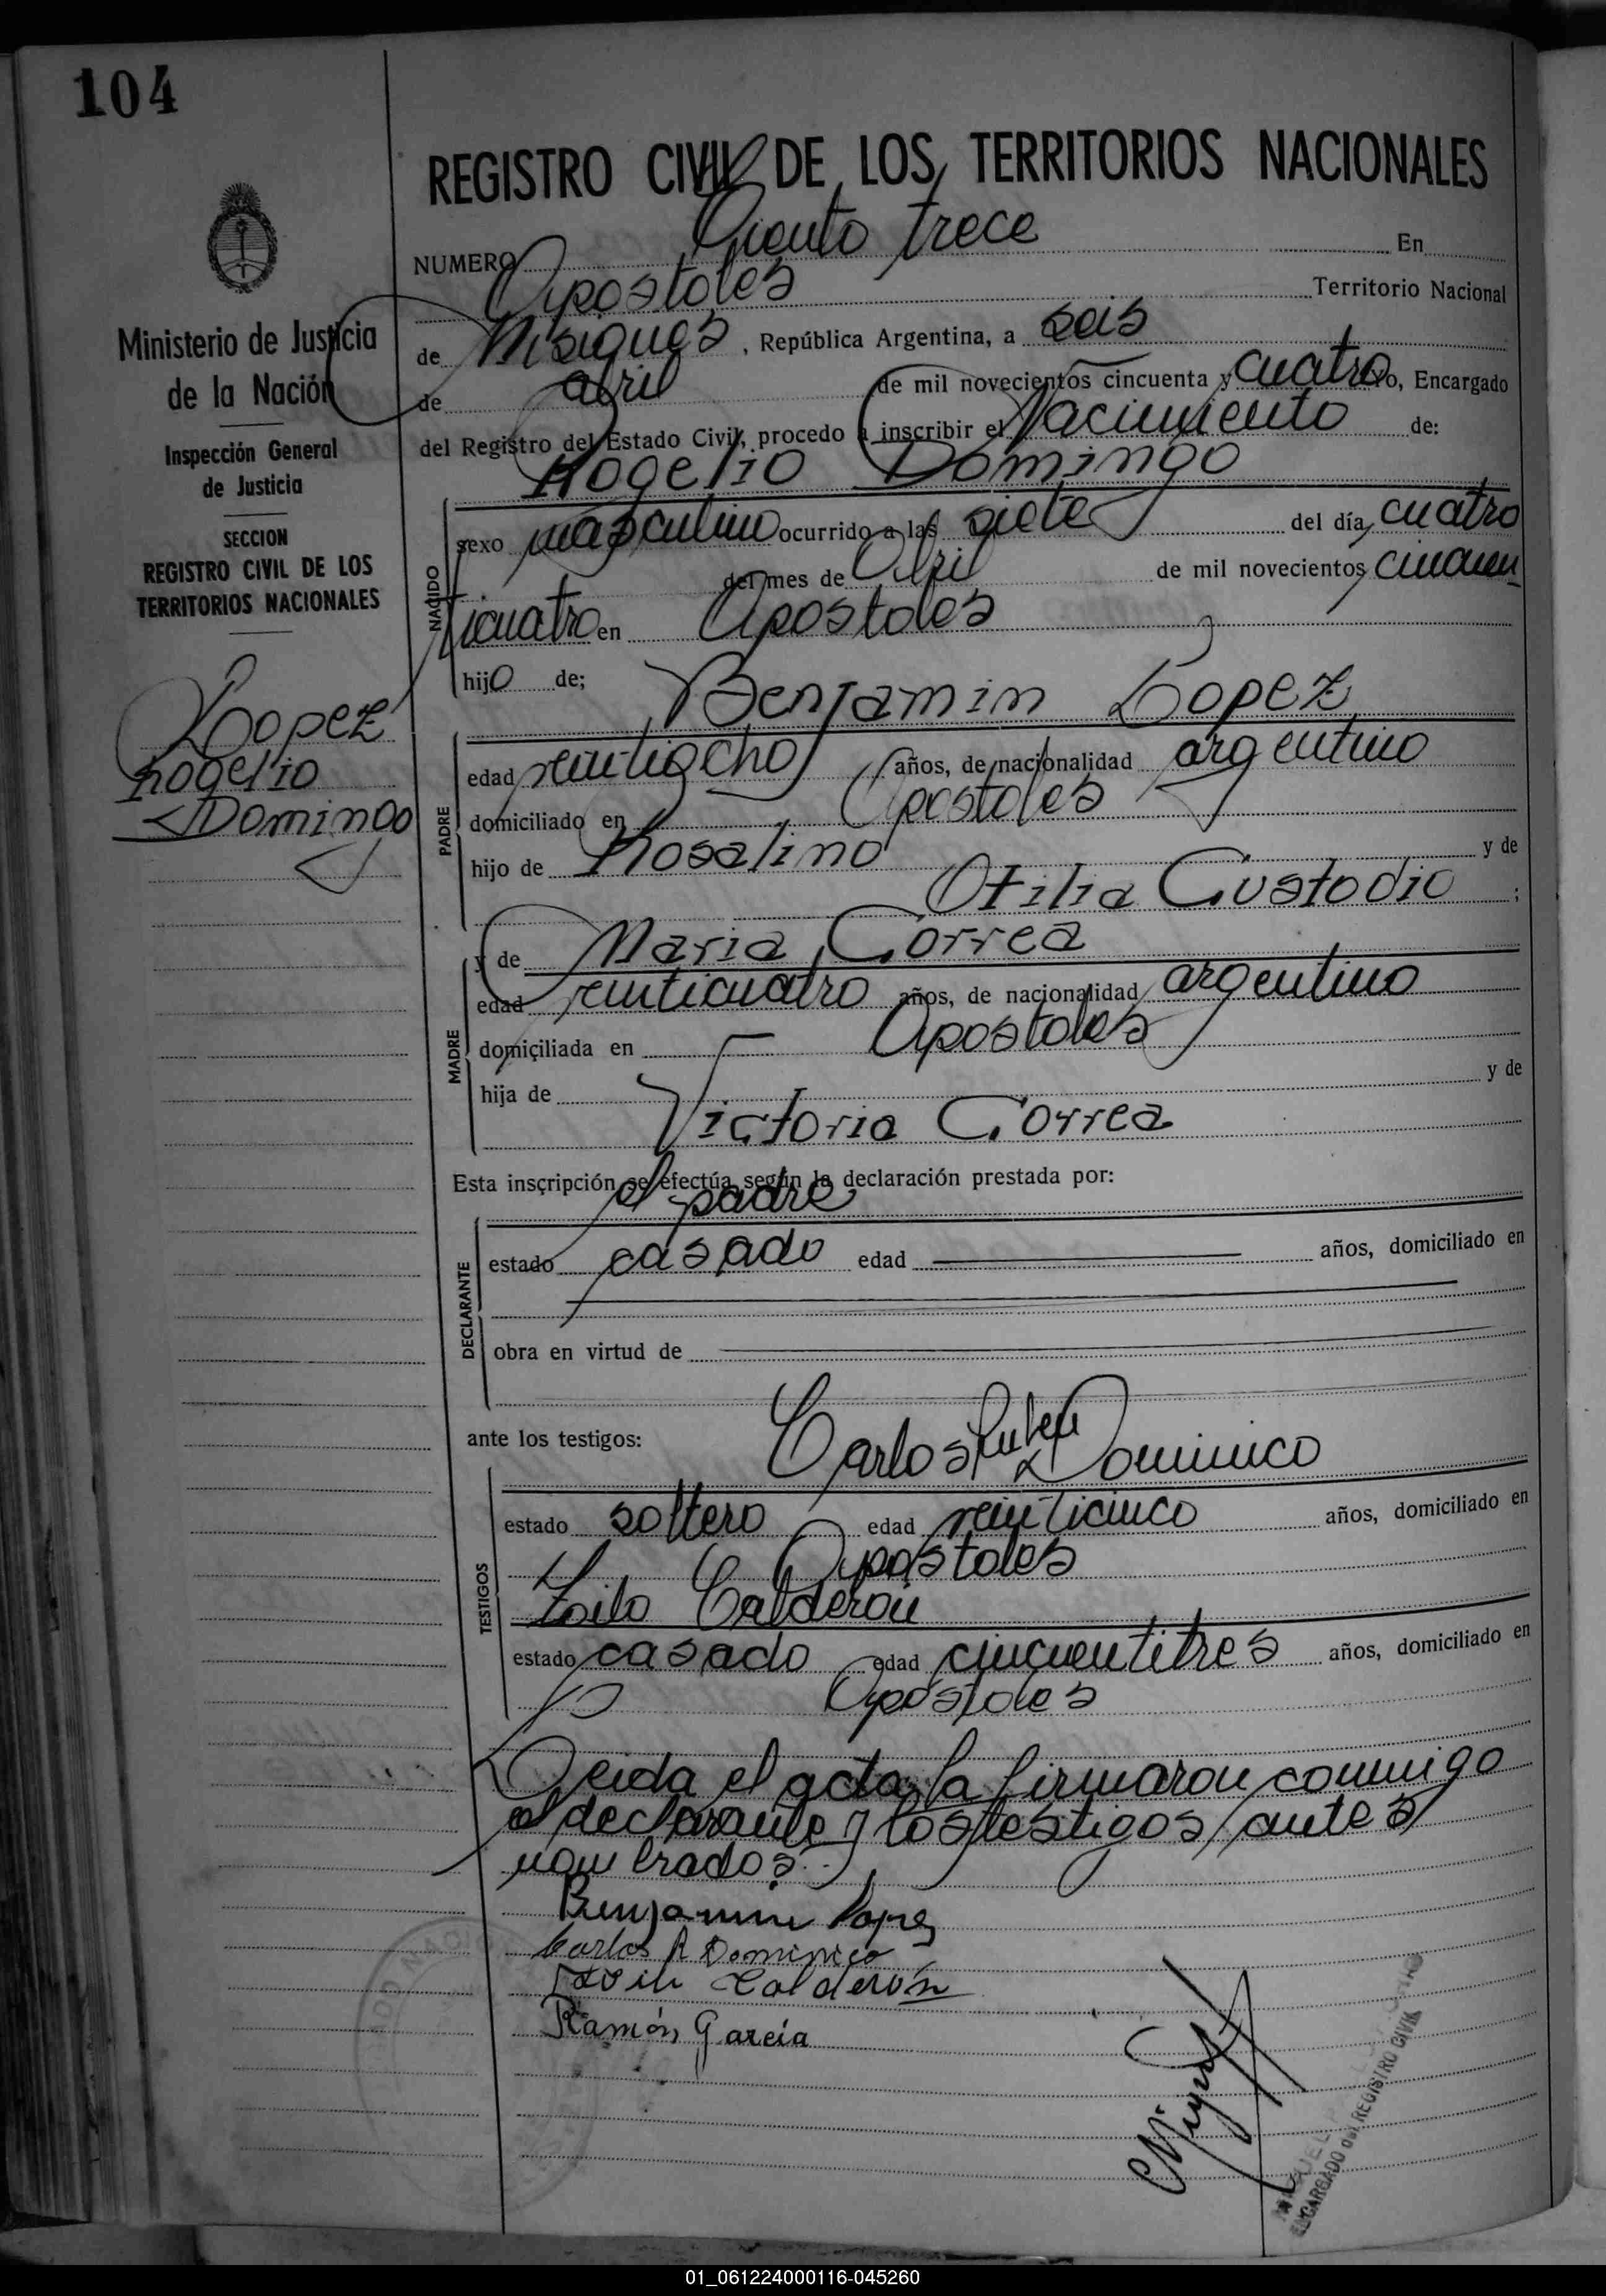 104
REGISTRO CIVIL DE LOS TERRITORIOS NACIONALES
Ministerio de Justicia
de la Nación
Inspección General
de Justicia
SECCION
REGISTRO CIVIL DE LOS
TERRITORIOS NACIONALES
Lopez
Rogelio
Domingo
NUMERO Ciento trece En
Apostoles Territorio Nacional
de Misiones, República Argentina, a seis
de abril de mil novecientos cincuenta y cuatro Yo, Encargado
del Registro del Estado Civil, procedo a inscribir el Nacimiento de:
Rogelio Domingo
NACIDO
sexo masculino ocurrido a las siete del día cuatro
del mes de Abril de mil novecientos cincuen
ticuatro en Apostoles
hijo de; Benjamin Lopez
PADRE
edad veintiocho años, de nacionalidad argentino
domiciliado en Apostoles
hijo de Rosalino y de
Otilia Custodio ;
y de Maria Correa
MADRE
edad veinticuatro años, de nacionalidad argentino
domiciliada en Apostoles
hija de y de
Victoria Correa
Esta inscripción se efectúa según la declaración prestada por:
el padre
DECLARANTE
estado casado edad años, domiciliado en
obra en virtud de
ante los testigos: Carlos Ruben Dominico
TESTIGOS
estado soltero edad veinticinco años, domiciliado en
Apostoles
Zoilo Calderon
estado casado edad cincuentitres años, domiciliado en
Apostoles
Leida el acta, la firmaron conmigo
el declarante y los testigos antes
nombrados.
Benjamin Lopez
Carlos R Dominico
Zoilo Calderón
Ramón García
ENCARGADO del REGISTRO CIVIL
01_061224000116-045260